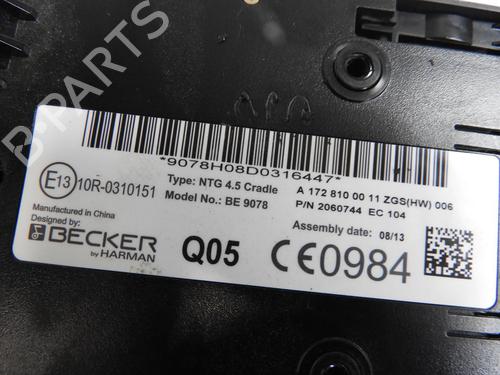 B-PARTS
*9078H08D0316447*
E13 10R-0310151
Type: NTG 4.5 Cradle
Model No.: BE 9078
A 172 810 00 11 ZGS(HW) 006
P/N 2060744 EC 104
Manufactured in China
Designed by:
BECKER
by HARMAN
Q05
Assembly date: 08/13
CE0984